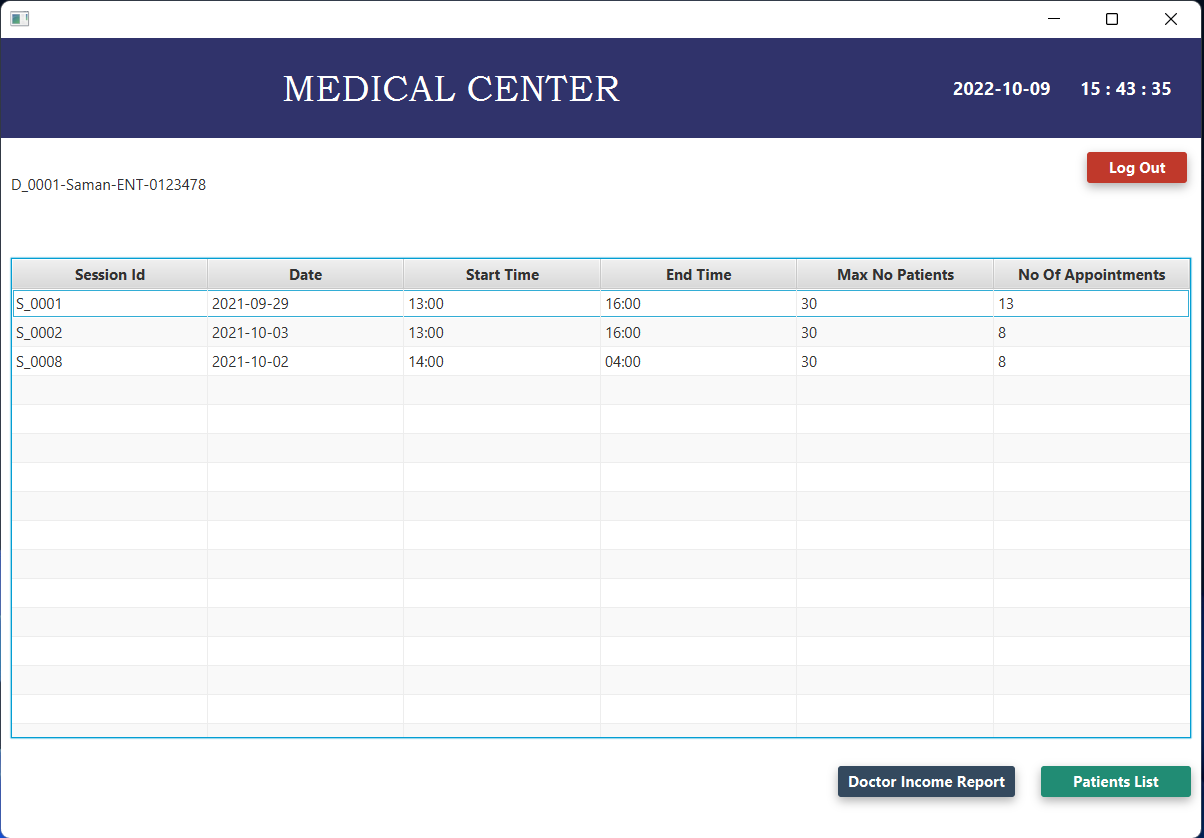 MEDICAL CENTER 2022-10-09 15 : 43 : 35
Log Out
D_0001-Saman-ENT-0123478
Session Id Date Start Time End Time Max No Patients No Of Appointments
S_0001 2021-09-29 13:00 16:00 30 13
S_0002 2021-10-03 13:00 16:00 30 8
S_0008 2021-10-02 14:00 04:00 30 8
Doctor Income Report Patients List